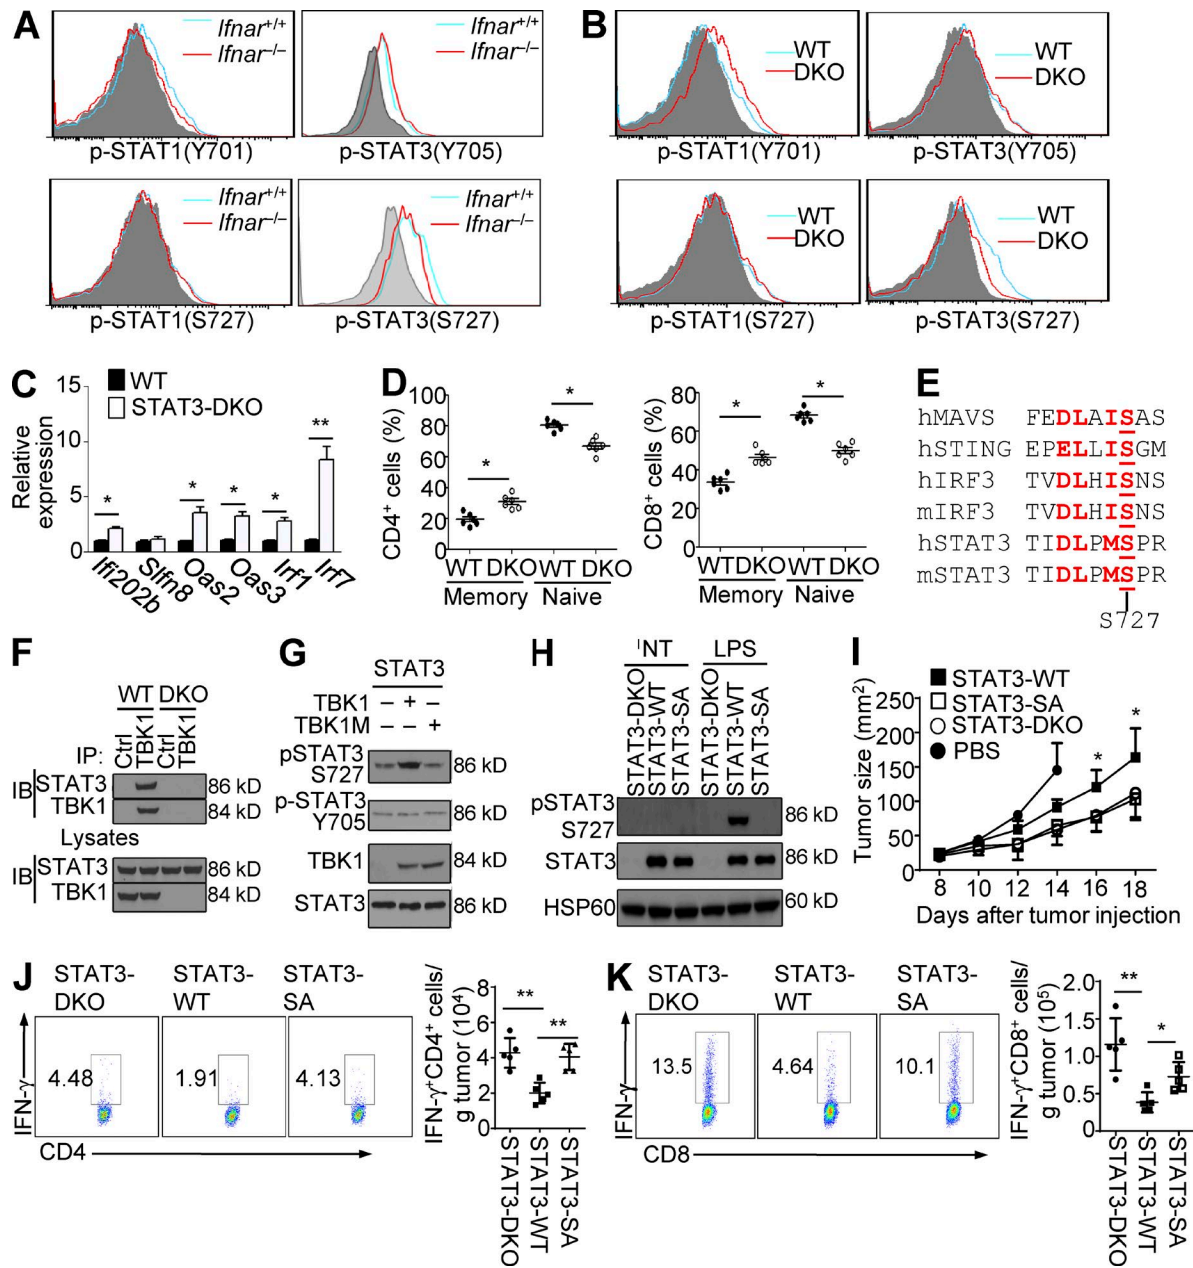 A
Ifnar+/+
Ifnar−/−
p-STAT1(Y701)
Ifnar+/+
Ifnar−/−
p-STAT3(Y705)
Ifnar+/+
Ifnar−/−
p-STAT1(S727)
Ifnar+/+
Ifnar−/−
p-STAT3(S727)
B
WT
DKO
p-STAT1(Y701)
WT
DKO
p-STAT3(Y705)
WT
DKO
p-STAT1(S727)
WT
DKO
p-STAT3(S727)
C
WT
STAT3-DKO
Relative
expression
15
10
5
0
* * * * **
Ifi202b
Slfn8
Oas2
Oas3
Irf1
Irf7
D
CD4+ cells (%)
100
80
60
40
20
0
* *
WT DKO WT DKO
Memory Naive
CD8+ cells (%)
80
60
40
20
0
* *
WT DKO WT DKO
Memory Naive
E
hMAVS FEDLAISAS
hSTING EPELLISGM
hIRF3 TVDLHISNS
mIRF3 TVDLHISNS
hSTAT3 TIDLPMSPR
mSTAT3 TIDLPMSPR
S727
F
WT DKO
IP: Ctrl TBK1 Ctrl TBK1
IB
STAT3 86 kD
TBK1 84 kD
Lysates
IB
STAT3 86 kD
TBK1 84 kD
G
STAT3
TBK1 − + −
TBK1M − − +
pSTAT3
S727
86 kD
p-STAT3
Y705
86 kD
TBK1 84 kD
STAT3 86 kD
H
NT LPS
STAT3-DKO
STAT3-WT
STAT3-SA
STAT3-DKO
STAT3-WT
STAT3-SA
pSTAT3
S727
86 kD
STAT3 86 kD
HSP60 60 kD
I
STAT3-WT
STAT3-SA
STAT3-DKO
PBS
Tumor size (mm2)
250
200
150
100
50
0
* *
8 10 12 14 16 18
Days after tumor injection
J
STAT3-
DKO
STAT3-
WT
STAT3-
SA
IFN-γ
4.48
1.91
4.13
CD4
IFN-γ+CD4+ cells/
g tumor (104)
8
6
4
2
0
** **
STAT3-DKO
STAT3-WT
STAT3-SA
K
STAT3-
DKO
STAT3-
WT
STAT3-
SA
IFN-γ
13.5
4.64
10.1
CD8
IFN-γ+CD8+ cells/
g tumor (105)
2.0
1.5
1.0
0.5
0
** *
STAT3-DKO
STAT3-WT
STAT3-SA